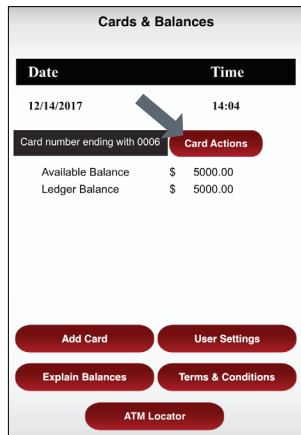 Cards & Balances
Date Time
12/14/2017 14:04
Card number ending with 0006 Card Actions
Available Balance $ 5000.00
Ledger Balance $ 5000.00
Add Card User Settings
Explain Balances Terms & Conditions
ATM Locator